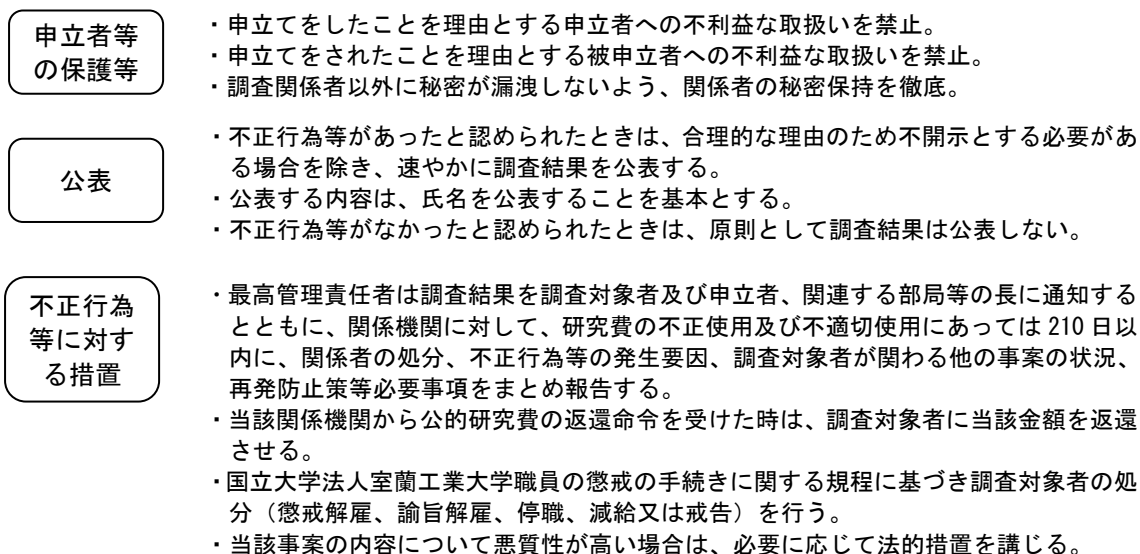 申立者等
の保護等
・申立てをしたことを理由とする申立者への不利益な取扱いを禁止。
・申立てをされたことを理由とする被申立者への不利益な取扱いを禁止。
・調査関係者以外に秘密が漏洩しないよう、関係者の秘密保持を徹底。
公表
・不正行為等があったと認められたときは、合理的な理由のため不開示とする必要があ
る場合を除き、速やかに調査結果を公表する。
・公表する内容は、氏名を公表することを基本とする。
・不正行為等がなかったと認められたときは、原則として調査結果は公表しない。
不正行為
等に対す
る措置
・最高管理責任者は調査結果を調査対象者及び申立者、関連する部局等の長に通知する
とともに、関係機関に対して、研究費の不正使用及び不適切使用にあっては 210 日以
内に、関係者の処分、不正行為等の発生要因、調査対象者が関わる他の事案の状況、
再発防止策等必要事項をまとめ報告する。
・当該関係機関から公的研究費の返還命令を受けた時は、調査対象者に当該金額を返還
させる。
・国立大学法人室蘭工業大学職員の懲戒の手続きに関する規程に基づき調査対象者の処
分（懲戒解雇、諭旨解雇、停職、減給又は戒告）を行う。
・当該事案の内容について悪質性が高い場合は、必要に応じて法的措置を講じる。